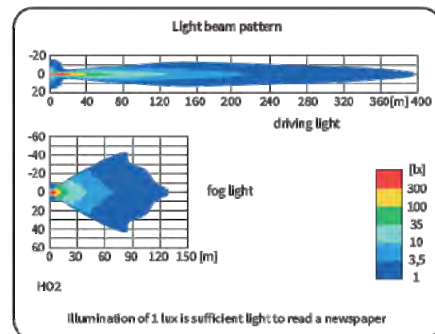 Light beam pattern
-20
0
20
0 40 80 120 160 200 240 280 320 360[m] 400
driving light
-60
-40
-20
0
20
40
60
0 30 60 90 120 150 [m]
fog light
[lx]
300
100
35
10
3,5
1
HO2
Illumination of 1 lux is sufficient light to read a newspaper